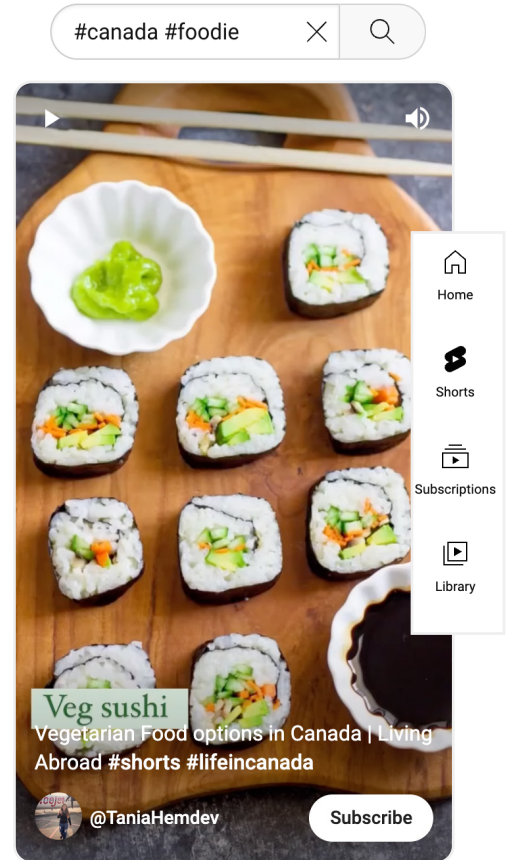 #canada #foodie
Home
Shorts
Subscriptions
Library
Veg sushi
Vegetarian Food options in Canada | Living
Abroad #shorts #lifeincanada
@TaniaHemdev
Subscribe